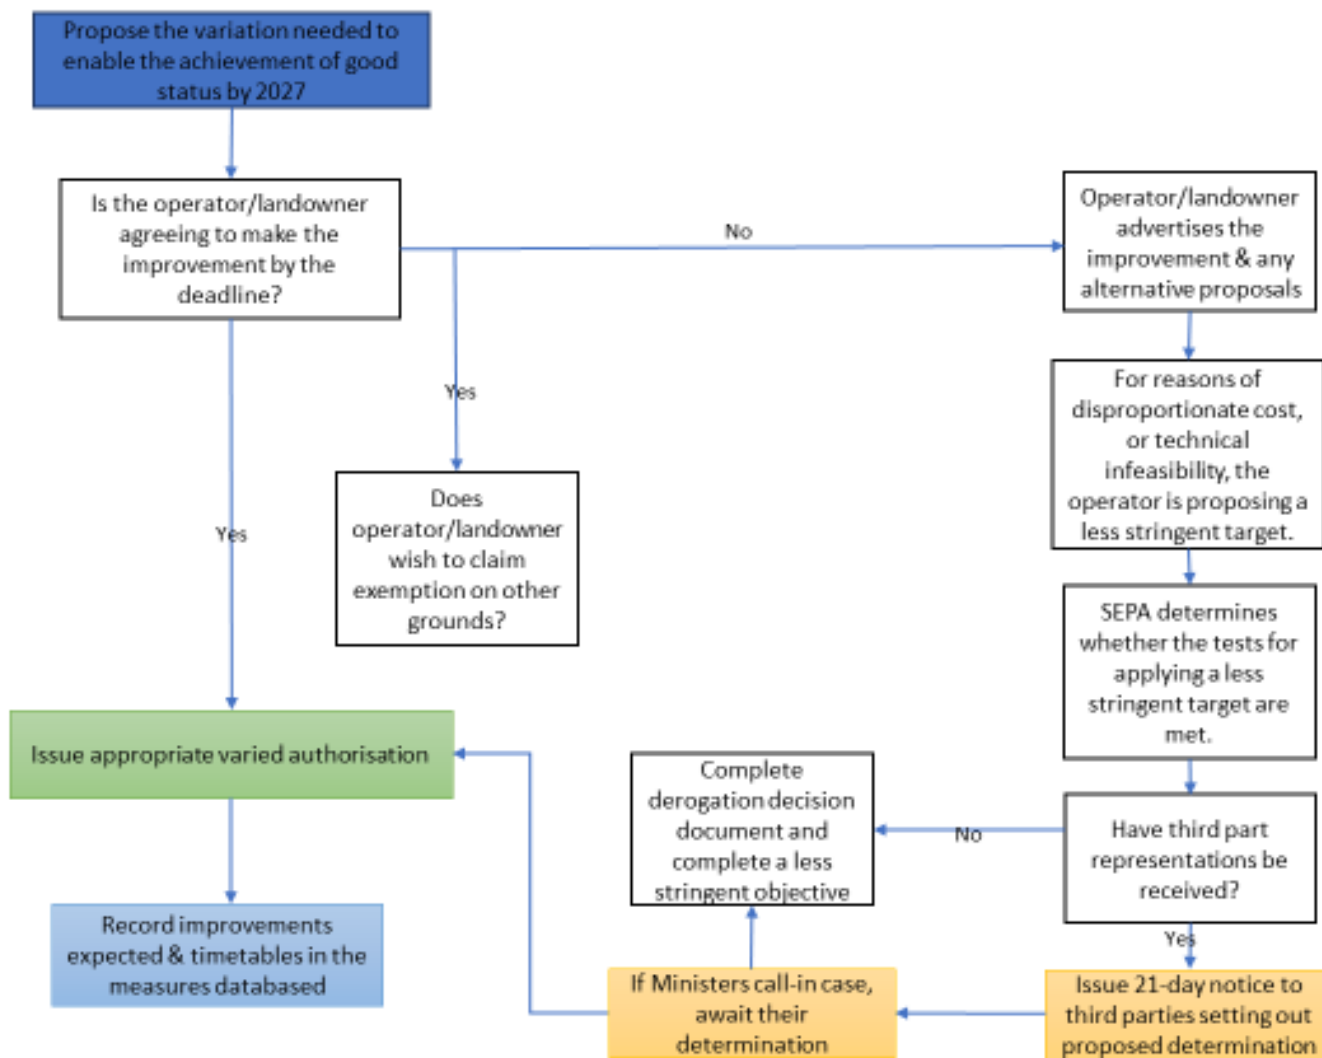 Propose the variation needed to
enable the achievement of good
status by 2027
Is the operator/landowner
agreeing to make the
improvement by the
deadline?
No
Operator/landowner
advertises the
improvement & any
alternative proposals
Yes
For reasons of
disproportionate cost,
or technical
infeasibility, the
operator is proposing a
less stringent target.
Does
operator/landowner
wish to claim
exemption on other
grounds?
Yes
SEPA determines
whether the tests for
applying a less
stringent target are
met.
Issue appropriate varied authorisation
Complete
derogation decision
document and
complete a less
stringent objective
No
Have third part
representations be
received?
Yes
Record improvements
expected & timetables in the
measures databased
If Ministers call-in case,
await their
determination
Issue 21-day notice to
third parties setting out
proposed determination